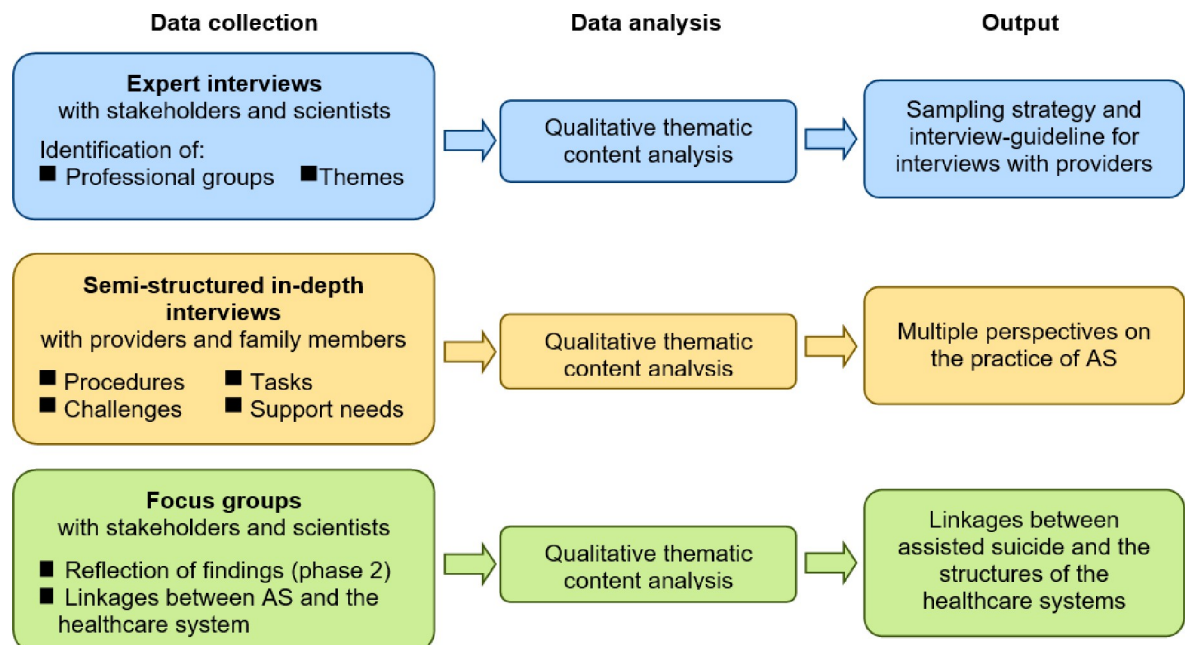 Data collection
Data analysis
Output
Expert interviews
with stakeholders and scientists
Identification of:
■ Professional groups ■ Themes
Qualitative thematic
content analysis
Sampling strategy and
interview-guideline for
interviews with providers
Semi-structured in-depth
interviews
with providers and family members
■ Procedures ■ Tasks
■ Challenges ■ Support needs
Qualitative thematic
content analysis
Multiple perspectives on
the practice of AS
Focus groups
with stakeholders and scientists
■ Reflection of findings (phase 2)
■ Linkages between AS and the
healthcare system
Qualitative thematic
content analysis
Linkages between
assisted suicide and the
structures of the
healthcare systems